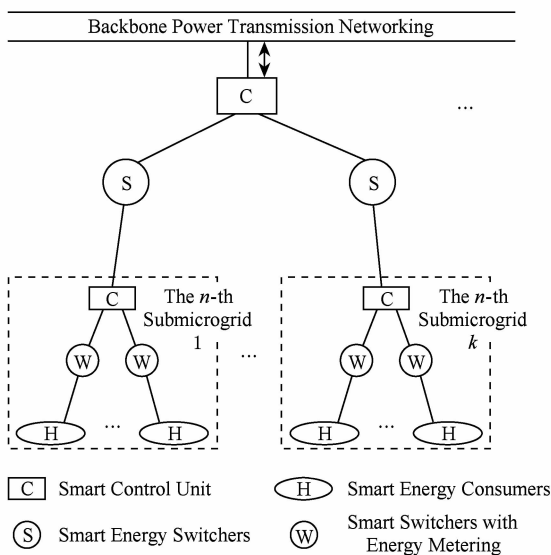 Backbone Power Transmission Networking
C
...
S
S
C
The n-th
Submicrogrid
1
C
The n-th
Submicrogrid
k
W
W
...
W
W
H
...
H
H
...
H
C
Smart Control Unit
H
Smart Energy Consumers
S
Smart Energy Switchers
W
Smart Switchers with
Energy Metering